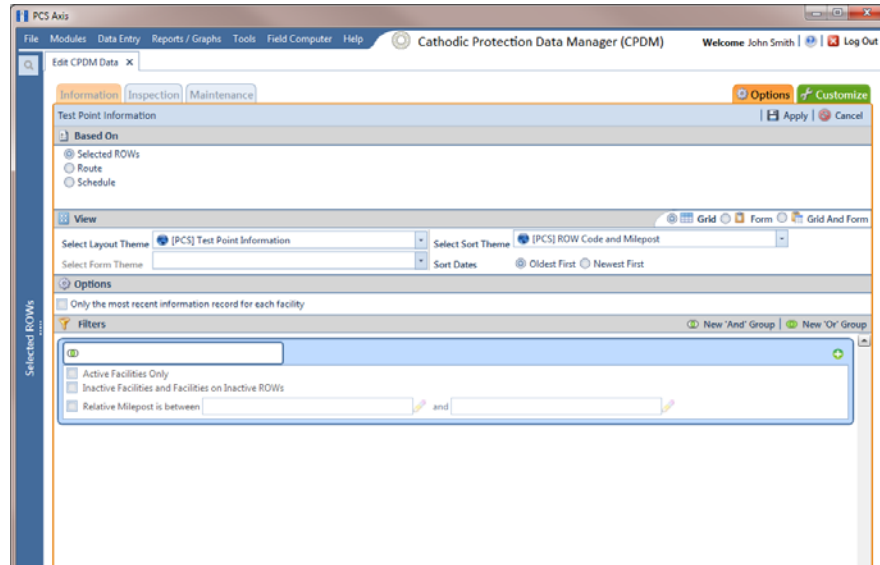 PCS Axis
File Modules Data Entry Reports / Graphs Tools Field Computer Help Cathodic Protection Data Manager (CPDM) Welcome John Smith | | Log Out
Edit CPDM Data X
Information Inspection Maintenance Options Customize
Test Point Information | Apply | Cancel
Based On
Selected ROWs
Route
Schedule
View Grid Form Grid And Form
Select Layout Theme [PCS] Test Point Information Select Sort Theme [PCS] ROW Code and Milepost
Select Form Theme Sort Dates Oldest First Newest First
Options
Only the most recent information record for each facility
Filters New 'And' Group | New 'Or' Group
Active Facilities Only
Inactive Facilities and Facilities on Inactive ROWs
Relative Milepost is between and
Selected ROWs